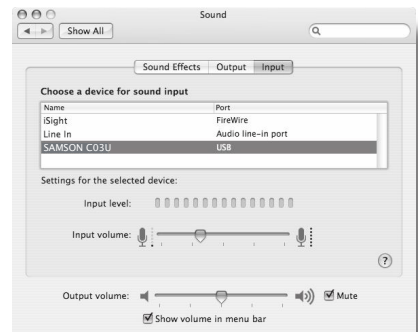 Sound
Show All
Sound Effects Output Input
Choose a device for sound input
Name Port
iSight FireWire
Line In Audio line-in port
SAMSON C03U USB
Settings for the selected device:
Input level:
Input volume:
?
Output volume: Mute
Show volume in menu bar